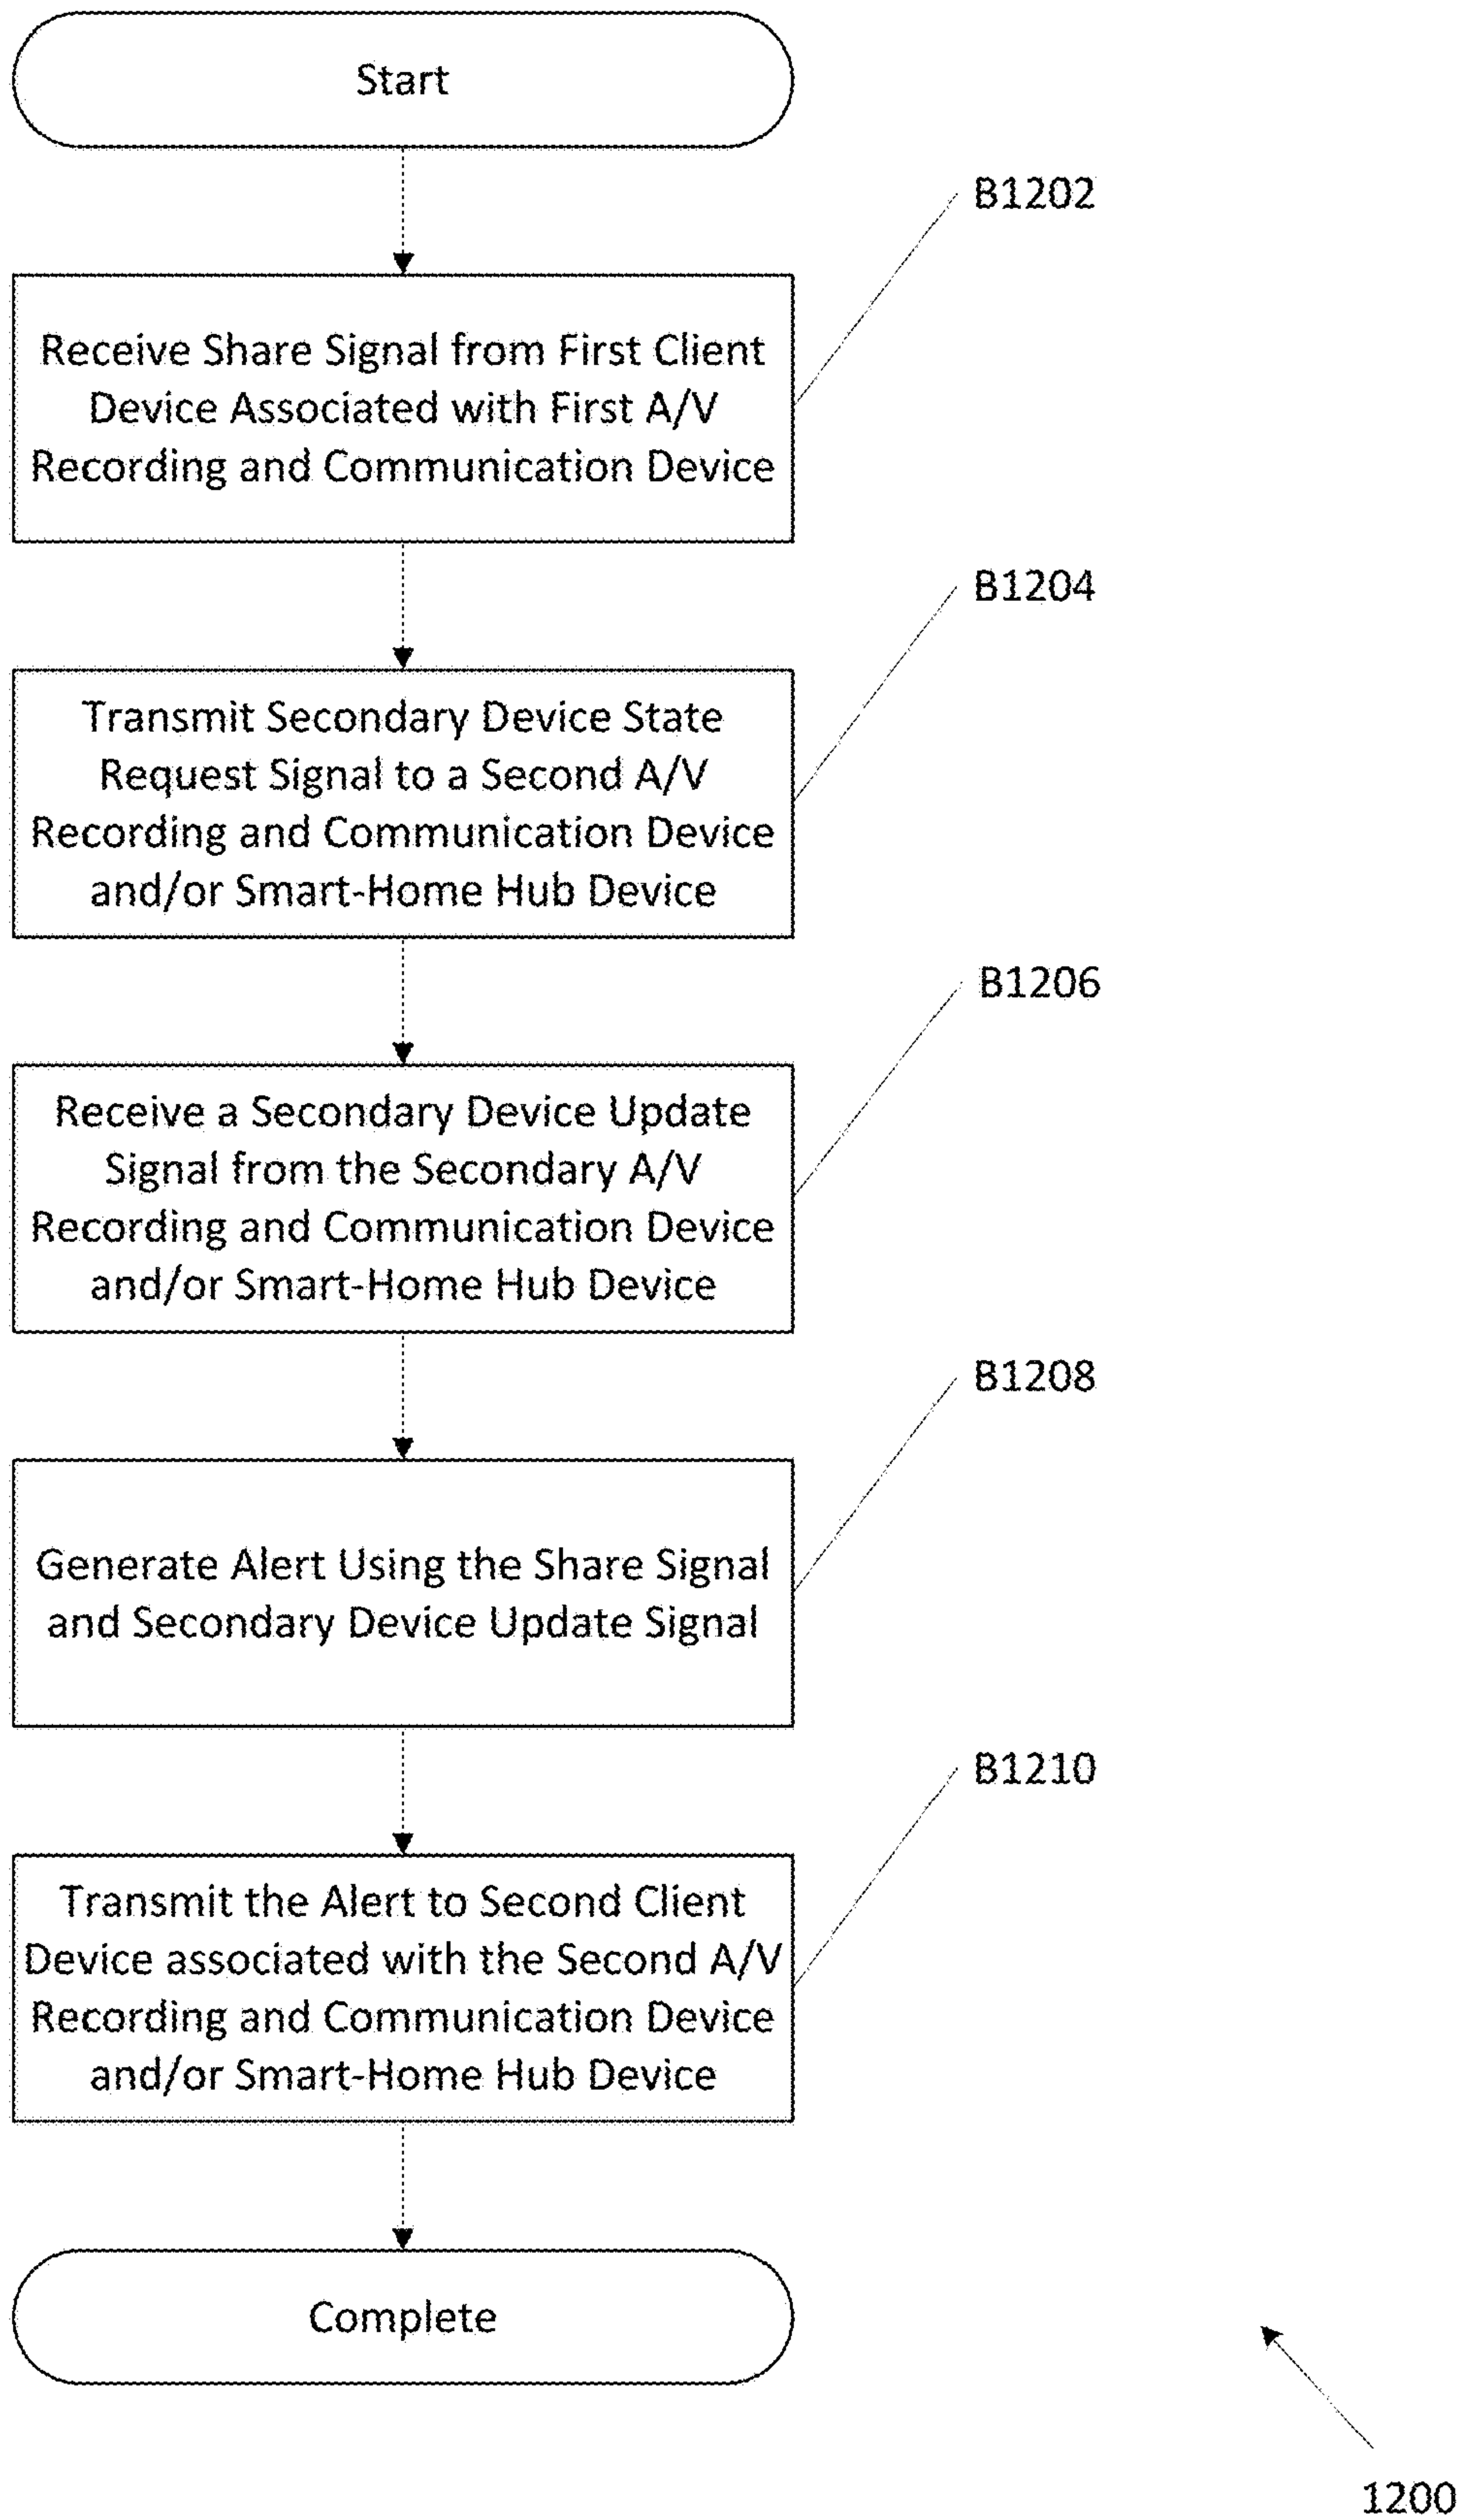 Start
B1202
Receive Share Signal from First Client
Device Associated with First A/V
Recording and Communication Device
B1204
Transmit Secondary Device State
Request Signal to a Second A/V
Recording and Communication Device
and/or Smart-Home Hub Device
B1206
Receive a Secondary Device Update
Signal from the Secondary A/V
Recording and Communication Device
and/or Smart-Home Hub Device
B1208
Generate Alert Using the Share Signal
and Secondary Device Update Signal
B1210
Transmit the Alert to Second Client
Device associated with the Second A/V
Recording and Communication Device
and/or Smart-Home Hub Device
Complete
1200